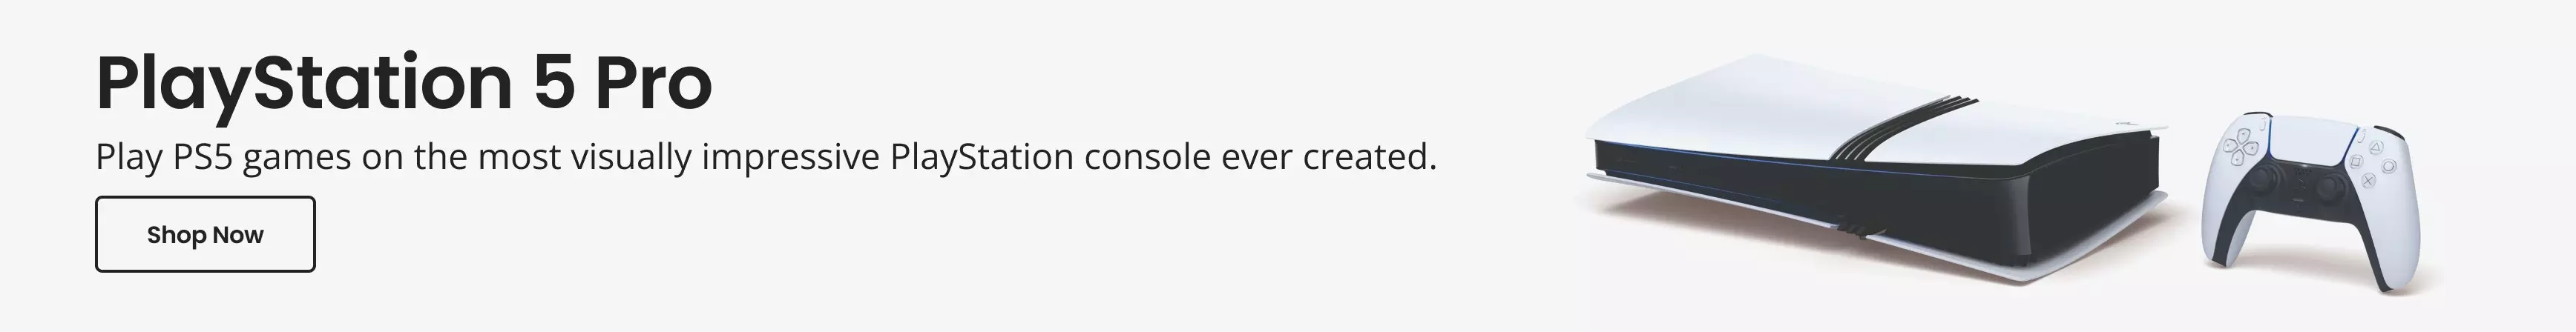 PlayStation 5 Pro
Play PS5 games on the most visually impressive PlayStation console ever created.
Shop Now